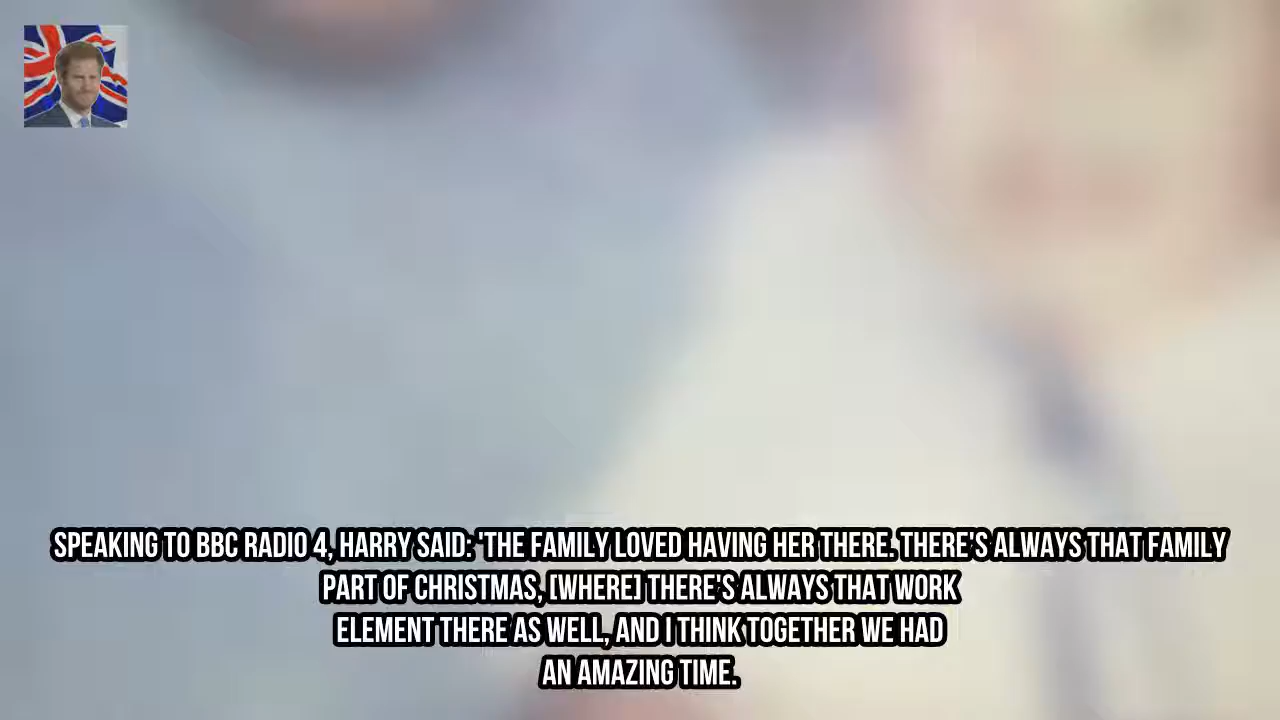 SPEAKING TO BBC RADIO 4, HARRY SAID: 'THE FAMILY LOVED HAVING HER THERE. THERE'S ALWAYS THAT FAMILY
PART OF CHRISTMAS, [WHERE] THERE'S ALWAYS THAT WORK
ELEMENT THERE AS WELL, AND I THINK TOGETHER WE HAD
AN AMAZING TIME.